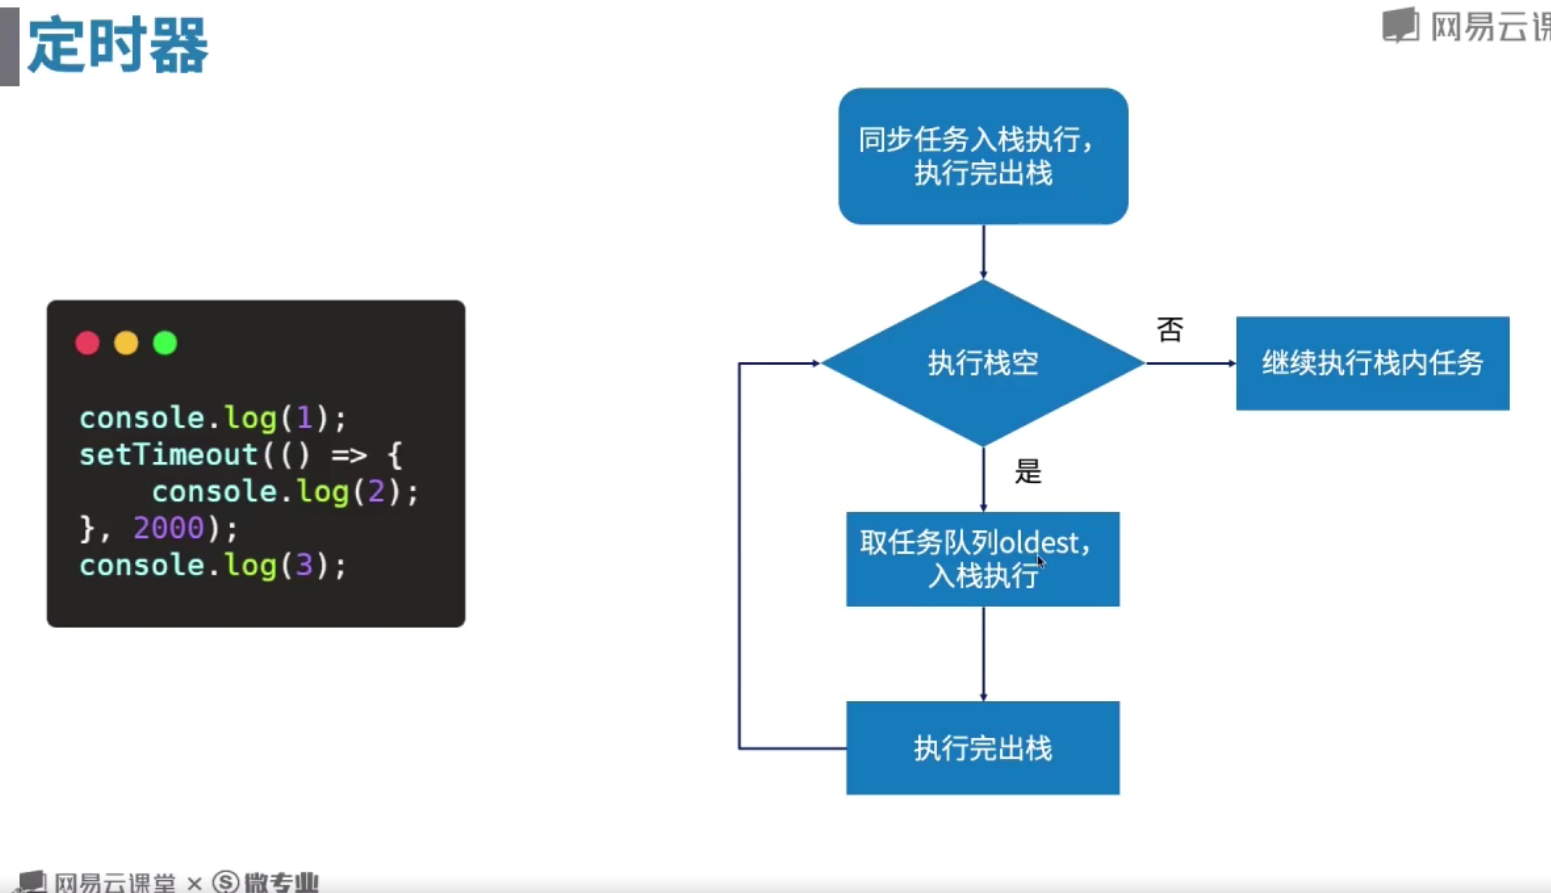 定时器
网易云课
同步任务入栈执行，
执行完出栈
执行栈空
否
继续执行栈内任务
是
取任务队列oldest，
入栈执行
执行完出栈
console.log(1);
setTimeout(() => {
    console.log(2);
}, 2000);
console.log(3);
网易云课堂 × S 微专业